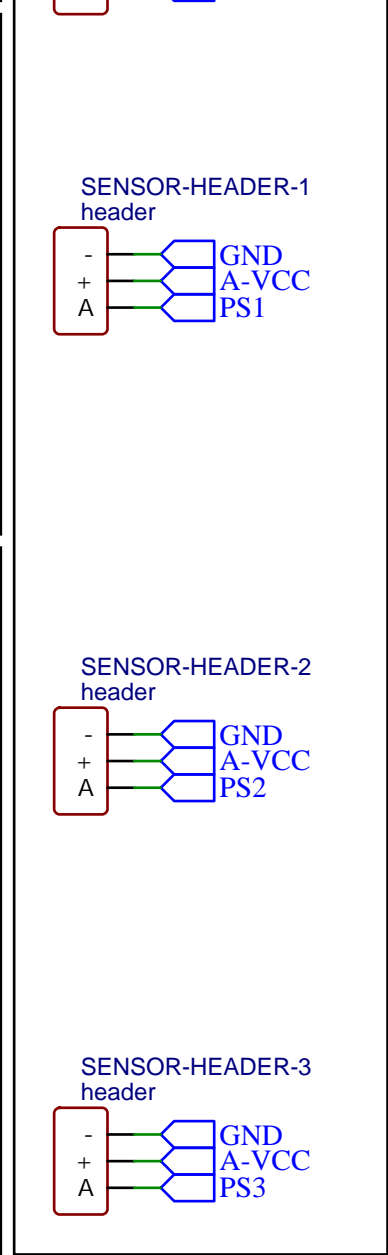 SENSOR-HEADER-1
header
- GND
+ A-VCC
A PS1
SENSOR-HEADER-2
header
- GND
+ A-VCC
A PS2
SENSOR-HEADER-3
header
- GND
+ A-VCC
A PS3